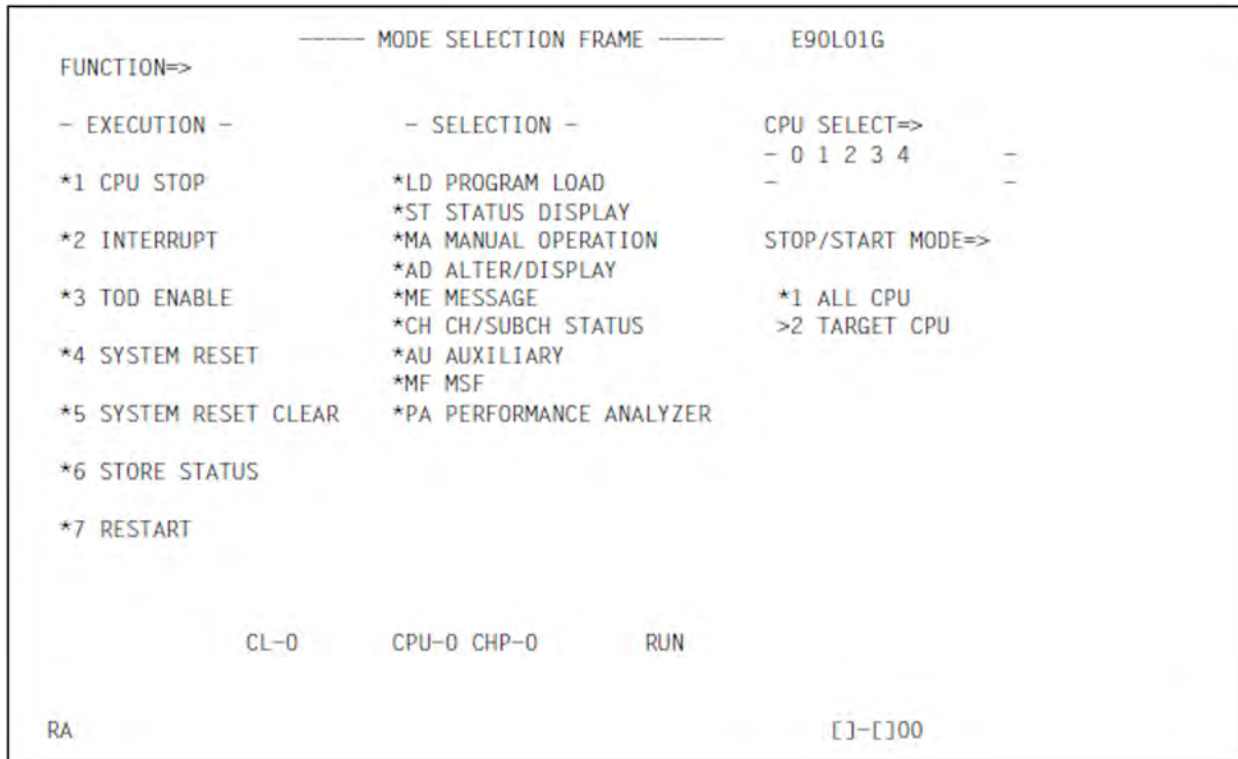 ----- MODE SELECTION FRAME ----- E90L01G
FUNCTION=>
- EXECUTION - - SELECTION - CPU SELECT=>
- 0 1 2 3 4 -
*1 CPU STOP *LD PROGRAM LOAD - -
*ST STATUS DISPLAY
*2 INTERRUPT *MA MANUAL OPERATION STOP/START MODE=>
*AD ALTER/DISPLAY
*3 TOD ENABLE *ME MESSAGE *1 ALL CPU
*CH CH/SUBCH STATUS >2 TARGET CPU
*4 SYSTEM RESET *AU AUXILIARY
*MF MSF
*5 SYSTEM RESET CLEAR *PA PERFORMANCE ANALYZER
*6 STORE STATUS
*7 RESTART
CL-0 CPU-0 CHP-0 RUN
RA []-[]00